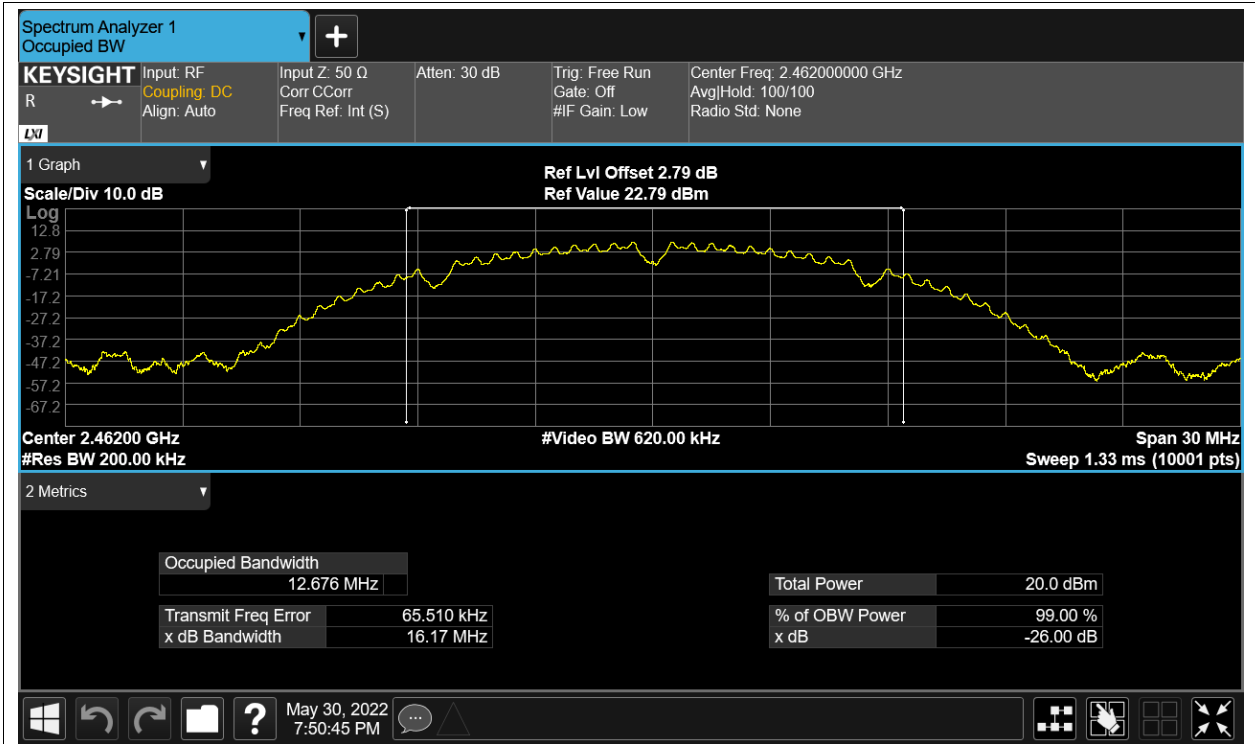 Spectrum Analyzer 1
Occupied BW
KEYSIGHT
R
LXI
Input: RF
Coupling: DC
Align: Auto
Input Z: 50 Ω
Corr CCorr
Freq Ref: Int (S)
Atten: 30 dB
Trig: Free Run
Gate: Off
#IF Gain: Low
Center Freq: 2.462000000 GHz
Avg|Hold: 100/100
Radio Std: None
1 Graph
Scale/Div 10.0 dB
Ref Lvl Offset 2.79 dB
Ref Value 22.79 dBm
Log
12.8
2.79
-7.21
-17.2
-27.2
-37.2
-47.2
-57.2
-67.2
Center 2.46200 GHz
#Res BW 200.00 kHz
#Video BW 620.00 kHz
Span 30 MHz
Sweep 1.33 ms (10001 pts)
2 Metrics
Occupied Bandwidth
12.676 MHz
Transmit Freq Error 65.510 kHz
x dB Bandwidth 16.17 MHz
Total Power 20.0 dBm
% of OBW Power 99.00 %
x dB -26.00 dB
?
May 30, 2022
7:50:45 PM